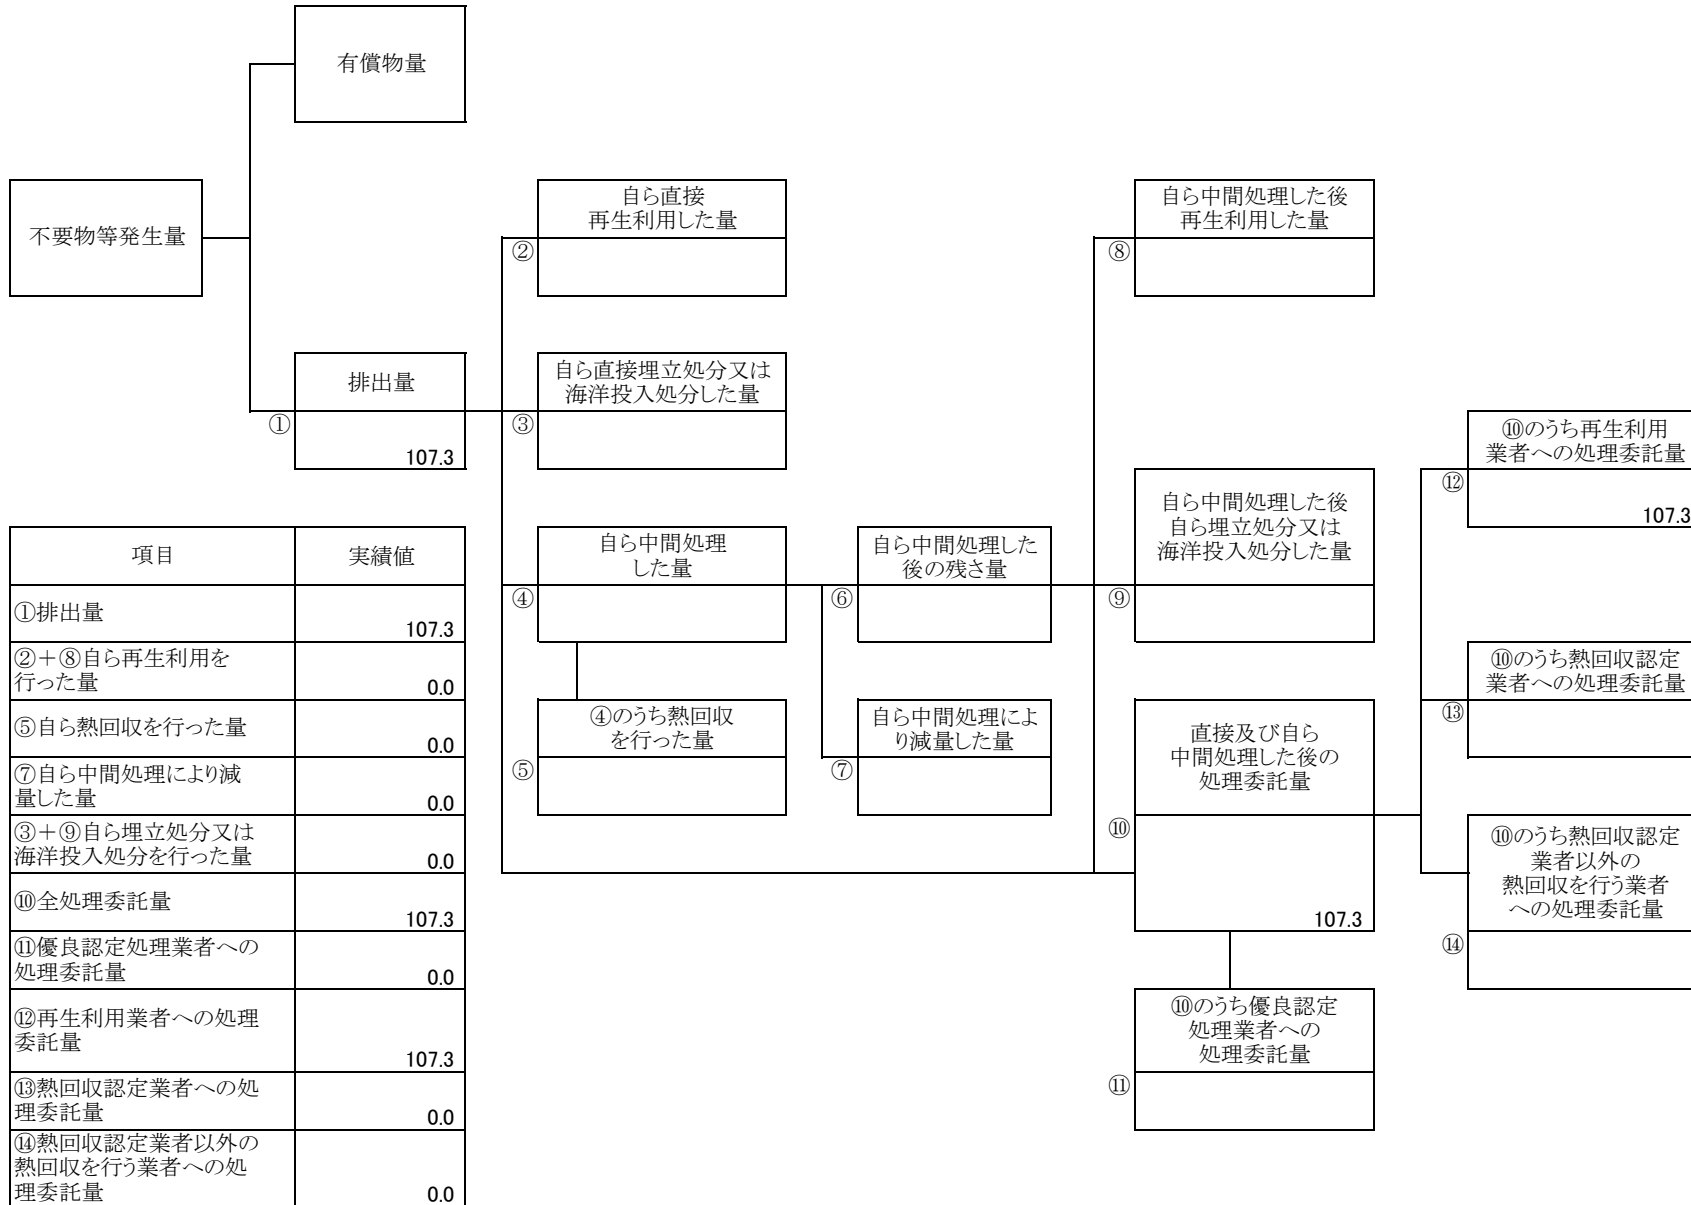 有償物量
不要物等発生量
自ら直接
再生利用した量
②
自ら中間処理した後
再生利用した量
⑧
排出量
①
107.3
自ら直接埋立処分又は
海洋投入処分した量
③
⑩のうち再生利用
業者への処理委託量
⑫
107.3
自ら中間処理
した量
④
自ら中間処理した
後の残さ量
⑥
自ら中間処理した後
自ら埋立処分又は
海洋投入処分した量
⑨
④のうち熱回収
を行った量
⑤
自ら中間処理によ
り減量した量
⑦
直接及び自ら
中間処理した後の
処理委託量
⑩
107.3
⑩のうち熱回収認定
業者への処理委託量
⑬
⑩のうち熱回収認定
業者以外の
熱回収を行う業者
への処理委託量
⑭
⑩のうち優良認定
処理業者への
処理委託量
⑪
項目 実績値
①排出量
107.3
②+⑧自ら再生利用を
行った量
0.0
⑤自ら熱回収を行った量
0.0
⑦自ら中間処理により減
量した量
0.0
③+⑨自ら埋立処分又は
海洋投入処分を行った量
0.0
⑩全処理委託量
107.3
⑪優良認定処理業者への
処理委託量
0.0
⑫再生利用業者への処理
委託量
107.3
⑬熱回収認定業者への処
理委託量
0.0
⑭熱回収認定業者以外の
熱回収を行う業者への処
理委託量
0.0